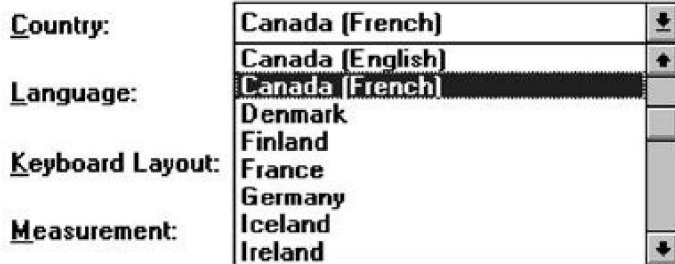 Country:
Canada (French)
Canada (English)
Canada (French)
Language:
Denmark
Finland
Keyboard Layout:
France
Germany
Measurement:
Iceland
Ireland